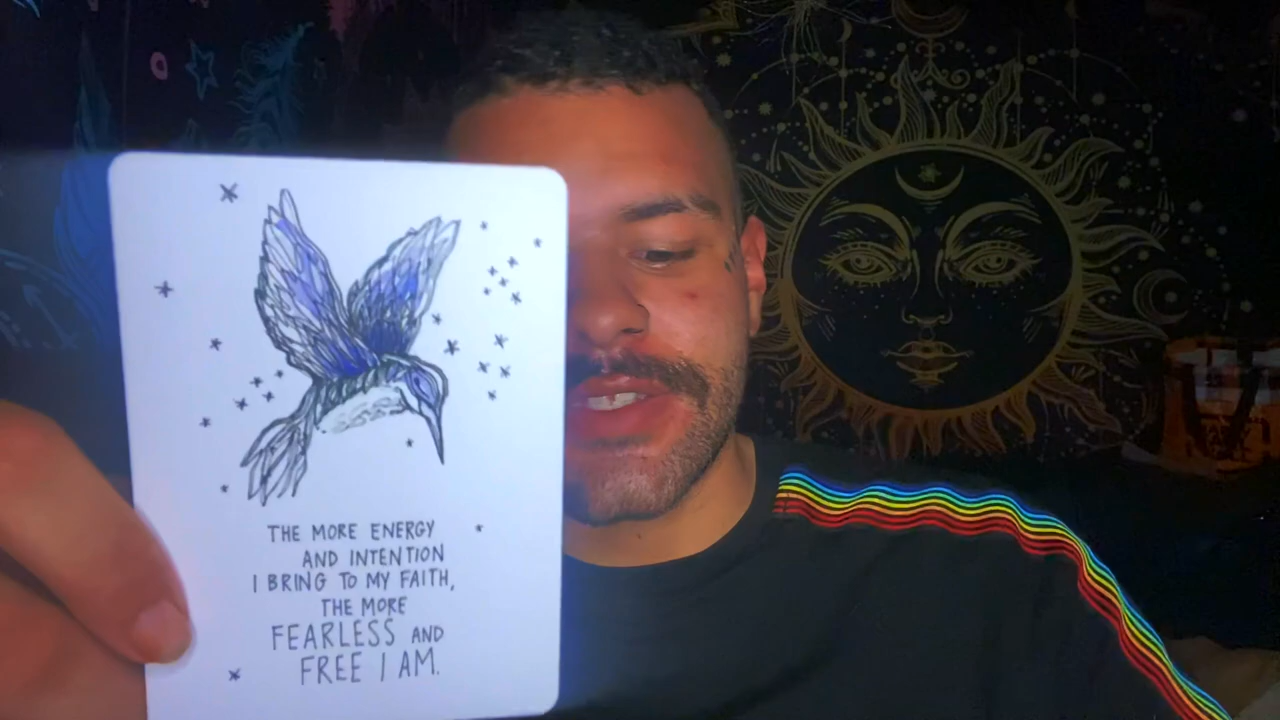 THE MORE ENERGY
AND INTENTION
I BRING TO MY FAITH,
THE MORE
FEARLESS AND
FREE I AM.